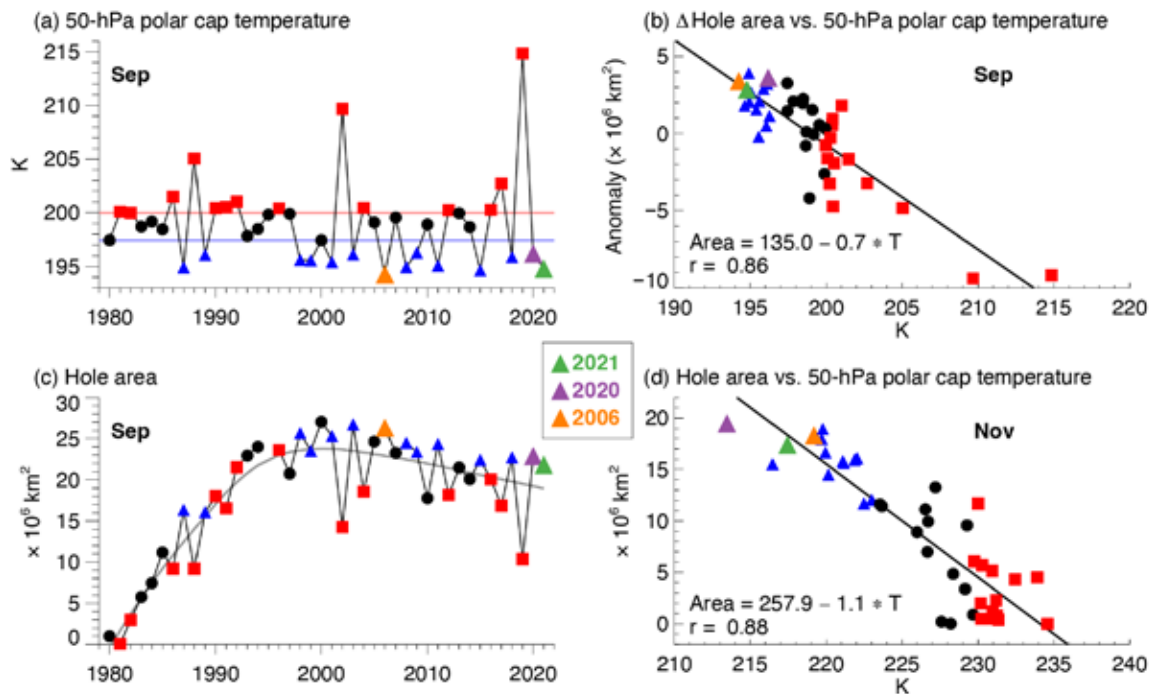 (a) 50-hPa polar cap temperature
215
Sep
210
K
205
200
195
1980 1990 2000 2010 2020
(b) ΔHole area vs. 50-hPa polar cap temperature
Sep
5
0
−5
−10
Anomaly (× 10⁶ km²)
Area = 135.0 − 0.7 * T
r = 0.86
190 195 200 205 210 215 220
K
(c) Hole area
30
Sep
25
20
15
10
5
0
× 10⁶ km²
1980 1990 2000 2010 2020
2021
2020
2006
(d) Hole area vs. 50-hPa polar cap temperature
Nov
20
15
10
5
0
× 10⁶ km²
Area = 257.9 − 1.1 * T
r = 0.88
210 215 220 225 230 235 240
K